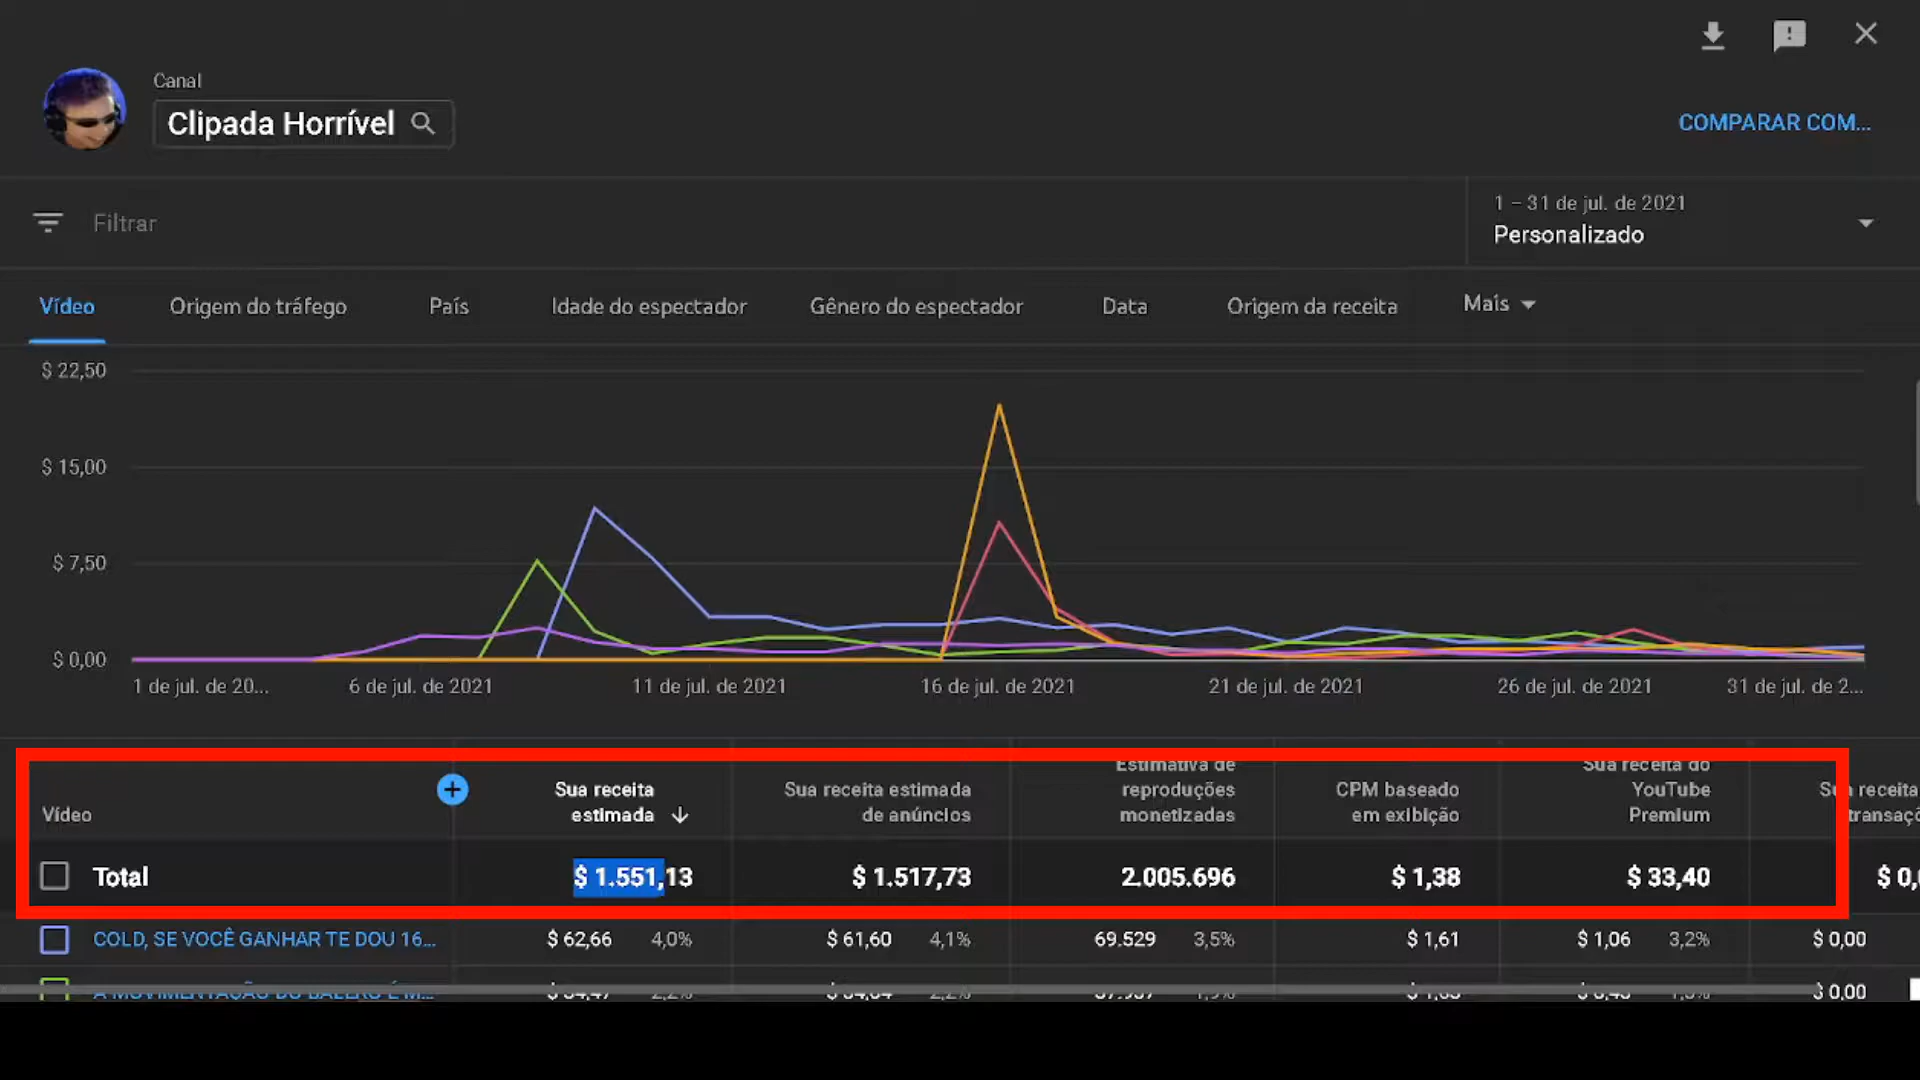 Canal
Clipada Horrível
COMPARAR COM...
Filtrar
1 – 31 de jul. de 2021
Personalizado
Vídeo
Origem do tráfego
País
Idade do espectador
Gênero do espectador
Data
Origem da receita
Mais
$ 22,50
$ 15,00
$ 7,50
$ 0,00
1 de jul. de 20...
6 de jul. de 2021
11 de jul. de 2021
16 de jul. de 2021
21 de jul. de 2021
26 de jul. de 2021
31 de jul. de 2...
Vídeo
Sua receita
estimada
Sua receita estimada
de anúncios
Estimativa de
reproduções
monetizadas
CPM baseado
em exibição
Sua receita do
YouTube
Premium
receita
transaç
Total
$ 1.551,13
$ 1.517,73
2.005.696
$ 1,38
$ 33,40
$ 0,
COLD, SE VOCÊ GANHAR TE DOU 16...
$ 62,66 4,0%
$ 61,60 4,1%
69.529 3,5%
$ 1,61
$ 1,06 3,2%
$ 0,00
$ 0,00